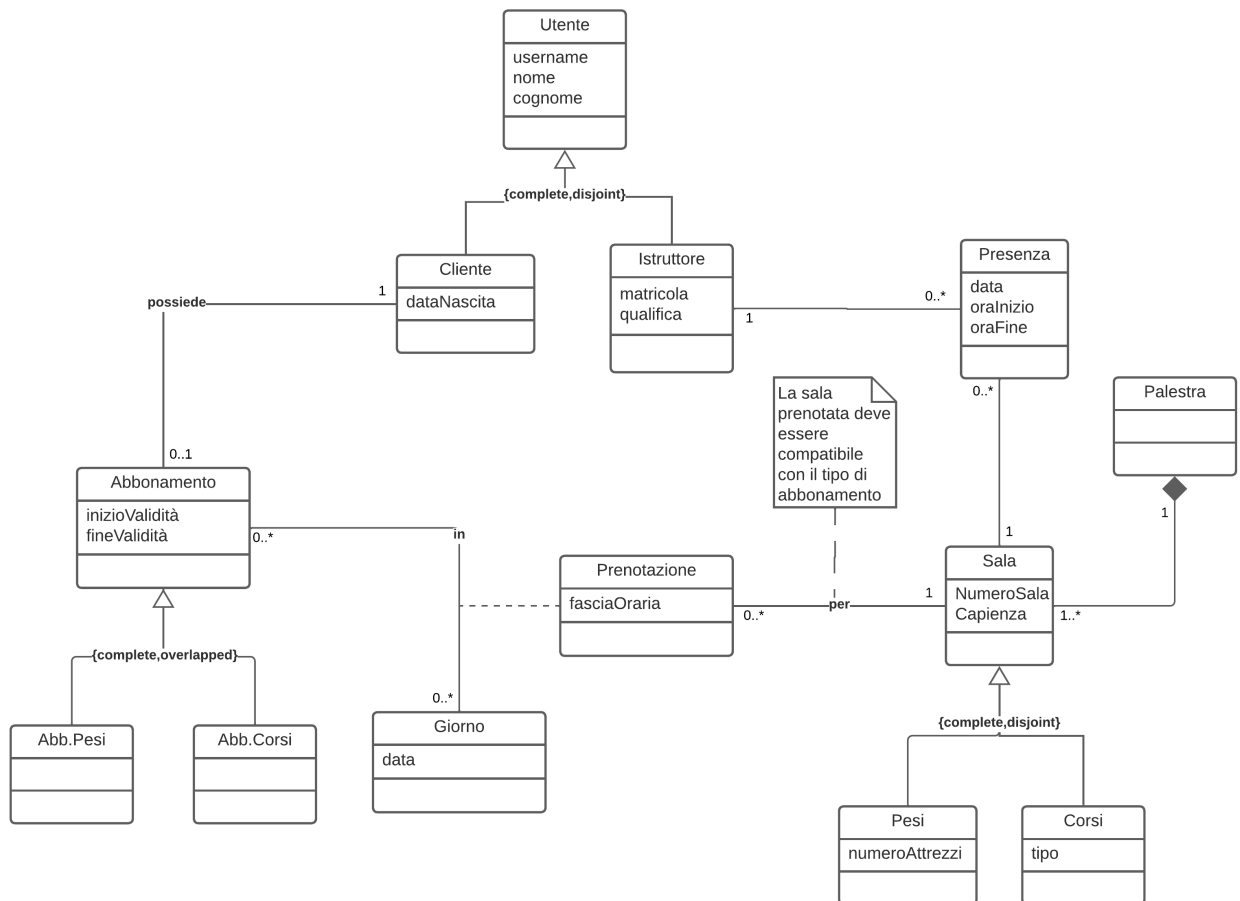 Utente
username
nome
cognome
{complete,disjoint}
Cliente
dataNascita
Istruttore
matricola
qualifica
Presenza
data
oraInizio
oraFine
possiede
1
0..1
1
0..*
0..*
1
La sala
prenotata deve
essere
compatibile
con il tipo di
abbonamento
Palestra
1
1..*
Abbonamento
inizioValidità
fineValidità
0..*
in
0..*
Prenotazione
fasciaOraria
0..*
per
1
Sala
NumeroSala
Capienza
{complete,overlapped}
Abb.Pesi
Abb.Corsi
Giorno
data
{complete,disjoint}
Pesi
numeroAttrezzi
Corsi
tipo